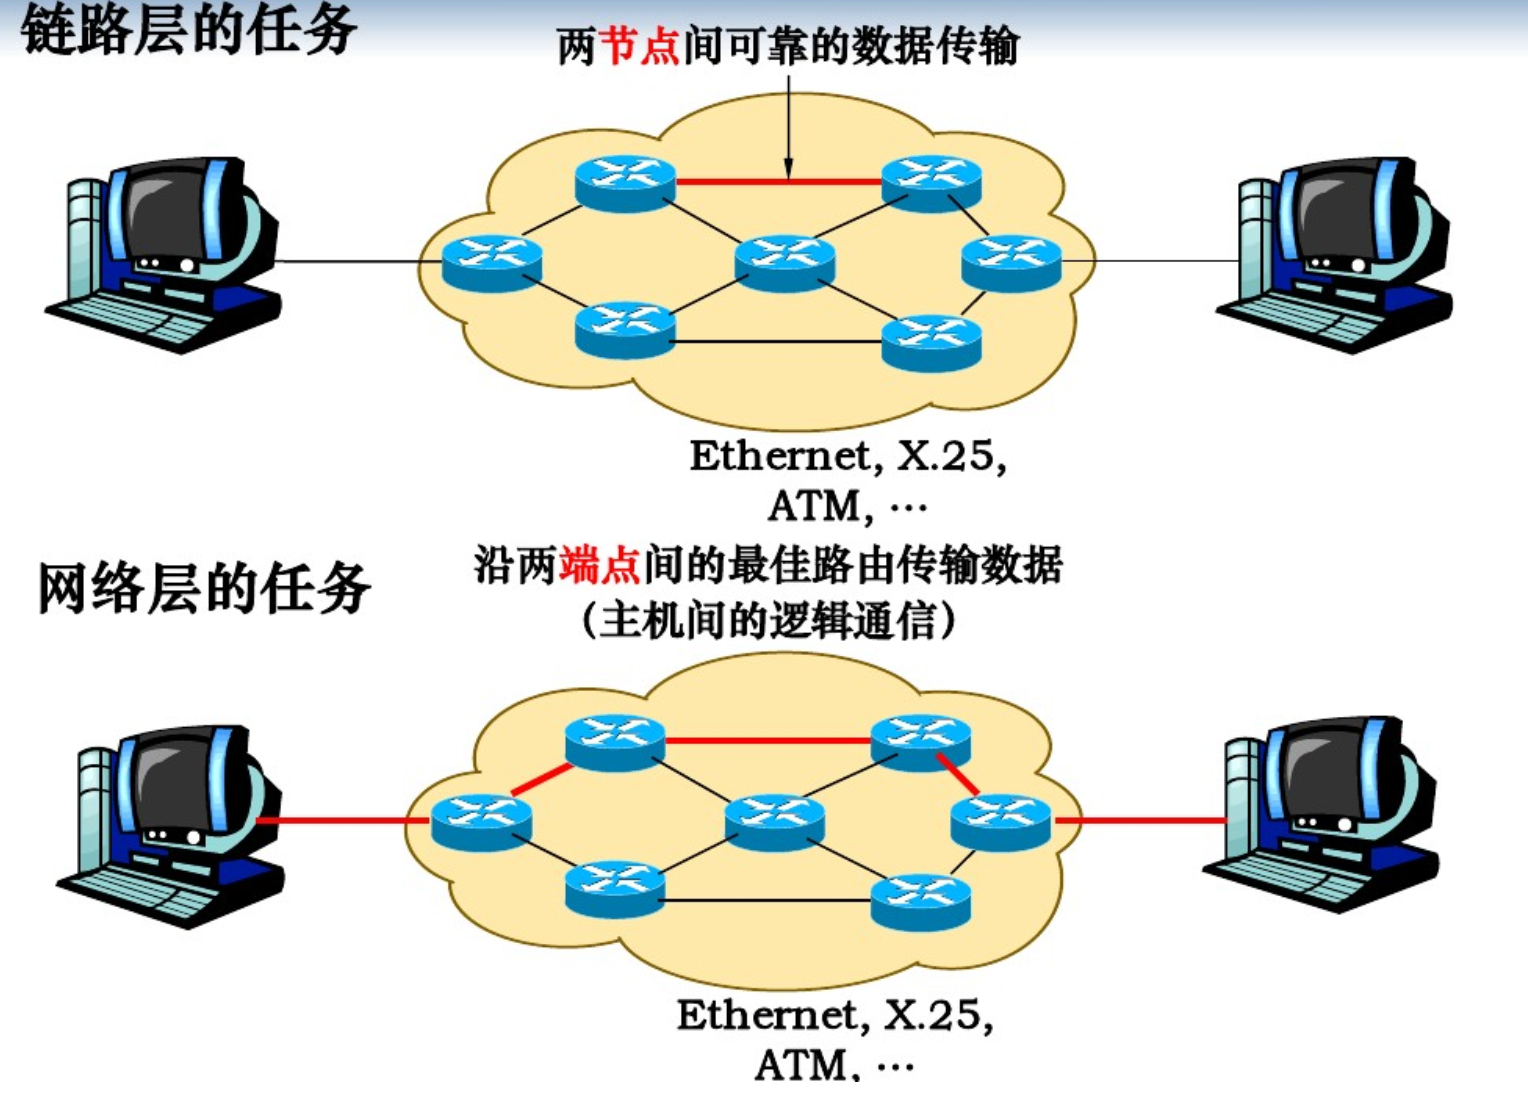 链路层的任务
两节点间可靠的数据传输
Ethernet, X.25,
ATM, …
网络层的任务
沿两端点间的最佳路由传输数据
（主机间的逻辑通信）
Ethernet, X.25,
ATM, …